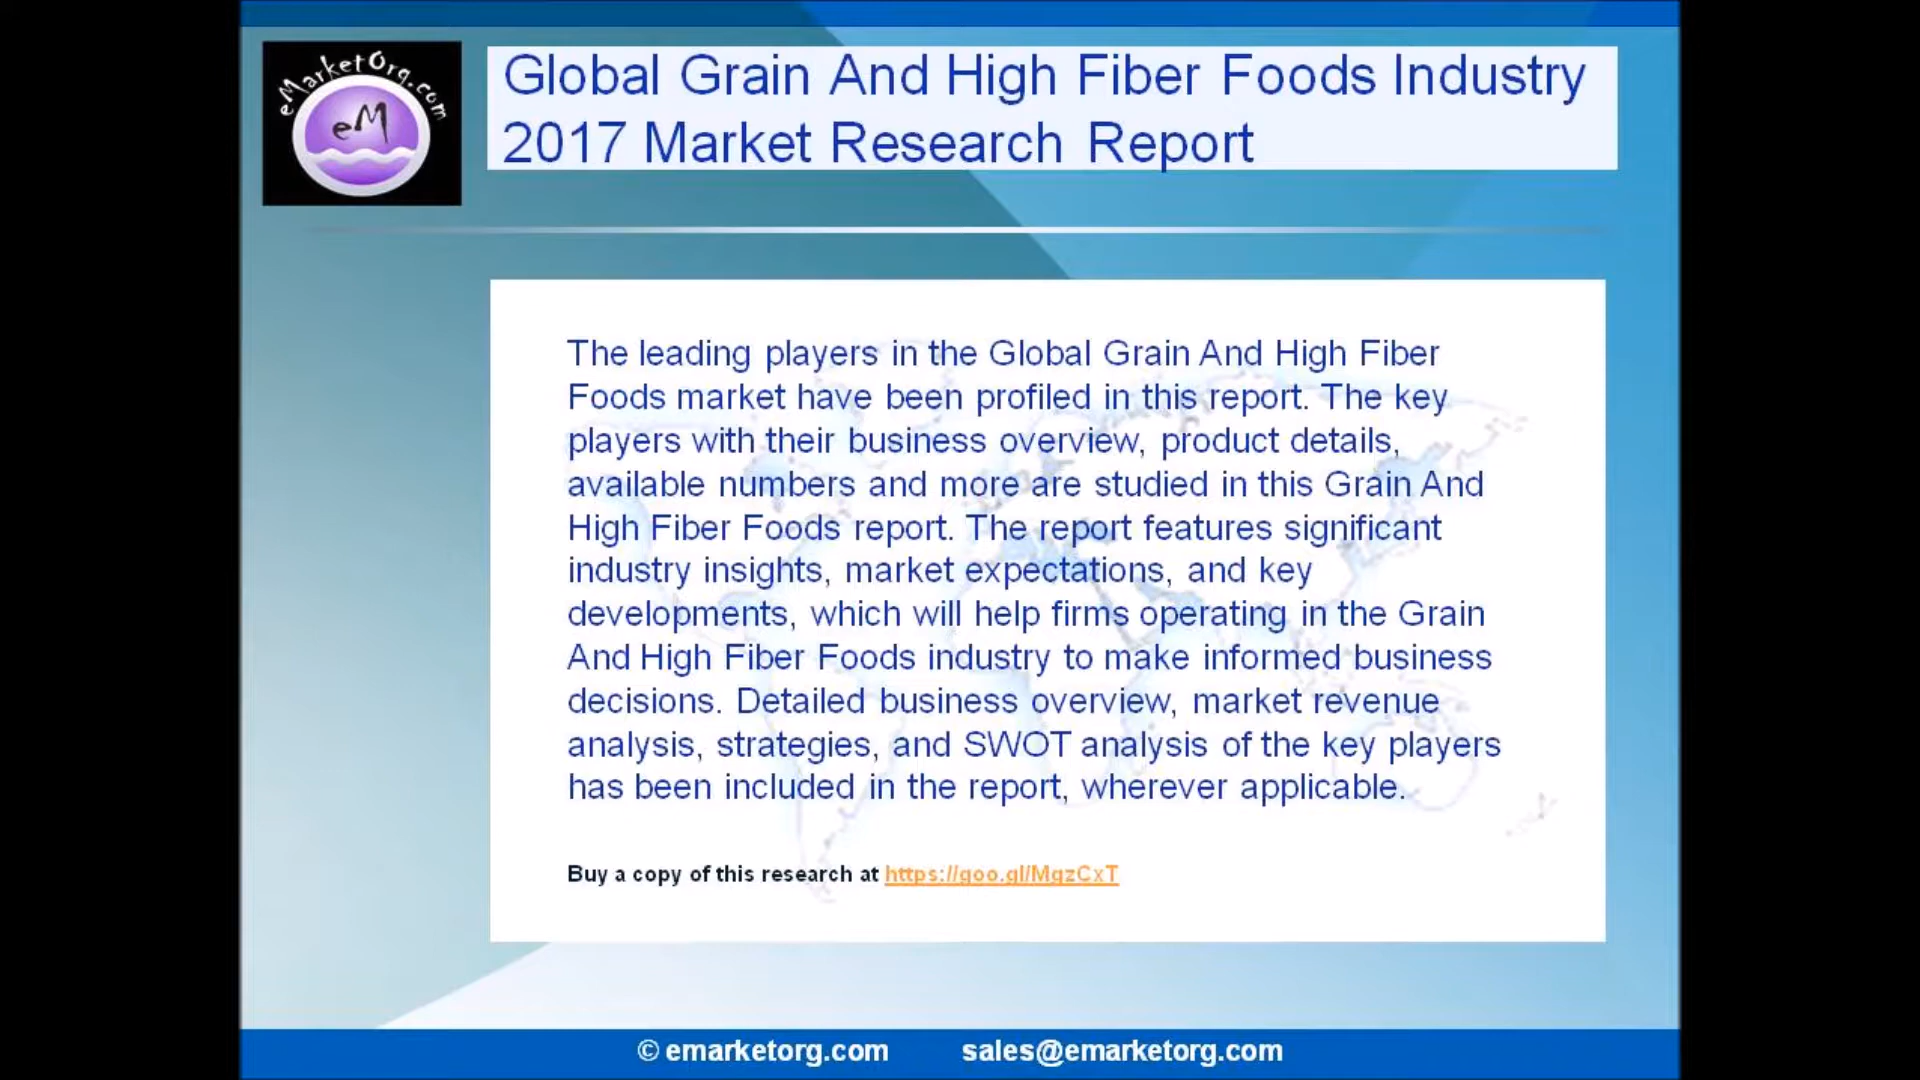 eMarketOrg.com
eM
Global Grain And High Fiber Foods Industry
2017 Market Research Report
The leading players in the Global Grain And High Fiber
Foods market have been profiled in this report. The key
players with their business overview, product details,
available numbers and more are studied in this Grain And
High Fiber Foods report. The report features significant
industry insights, market expectations, and key
developments, which will help firms operating in the Grain
And High Fiber Foods industry to make informed business
decisions. Detailed business overview, market revenue
analysis, strategies, and SWOT analysis of the key players
has been included in the report, wherever applicable.
Buy a copy of this research at https://goo.gl/MgzCxT
© emarketorg.com sales@emarketorg.com